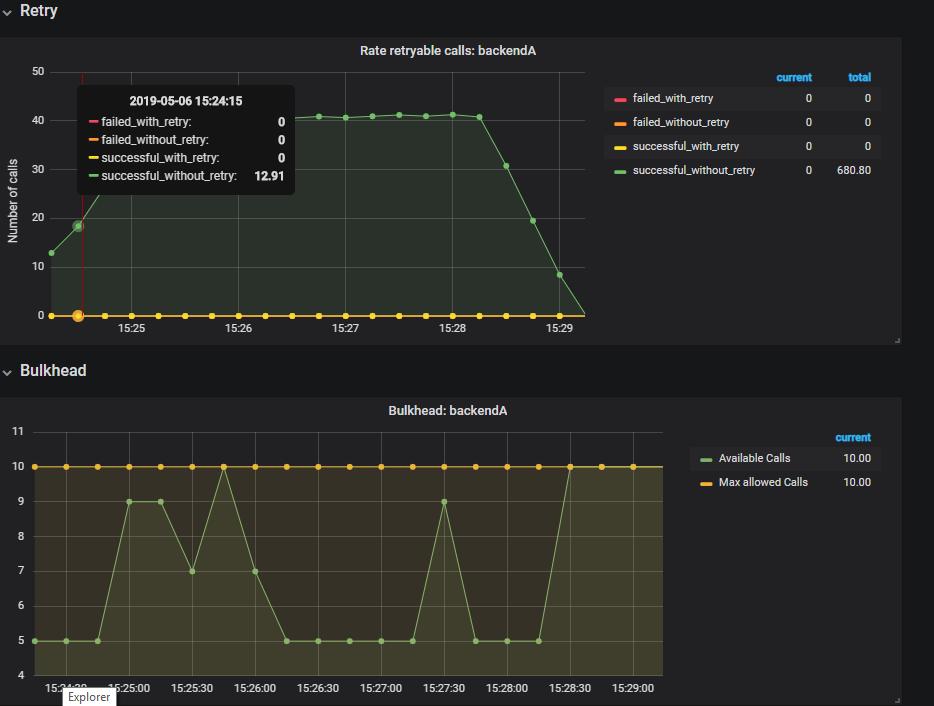 Retry
Rate retryable calls: backendA
50
40
30
20
10
0
Number of calls
2019-05-06 15:24:15
failed_with_retry: 0
failed_without_retry: 0
successful_with_retry: 0
successful_without_retry: 12.91
15:25 15:26 15:27 15:28 15:29
current total
failed_with_retry 0 0
failed_without_retry 0 0
successful_with_retry 0 0
successful_without_retry 0 680.80
Bulkhead
Bulkhead: backendA
11
10
9
8
7
6
5
4
15:24:30 15:25:00 15:25:30 15:26:00 15:26:30 15:27:00 15:27:30 15:28:00 15:28:30 15:29:00
current
Available Calls 10.00
Max allowed Calls 10.00
Explorer